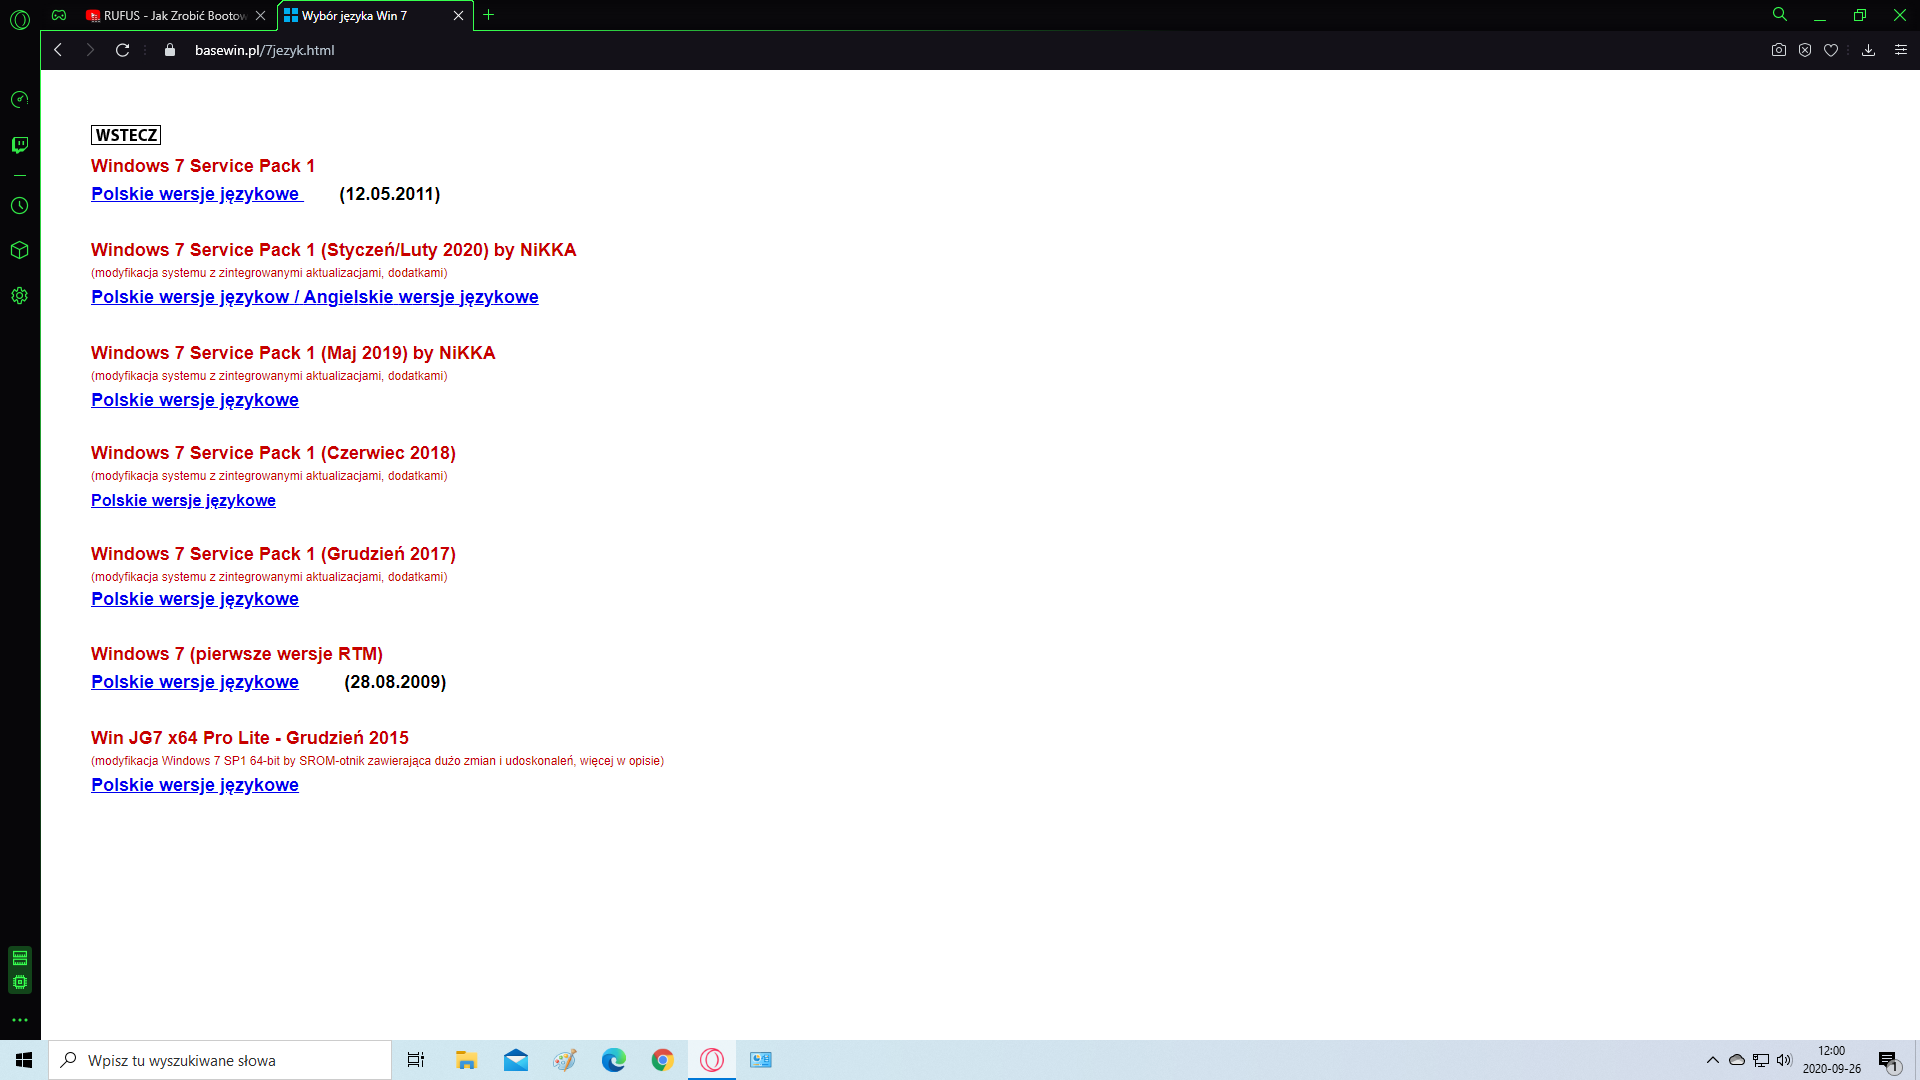 RUFUS - Jak Zrobić Bootow
Wybór języka Win 7
basewin.pl/7jezyk.html
WSTECZ
Windows 7 Service Pack 1
Polskie wersje językowe (12.05.2011)
Windows 7 Service Pack 1 (Styczeń/Luty 2020) by NiKKA
(modyfikacja systemu z zintegrowanymi aktualizacjami, dodatkami)
Polskie wersje językow / Angielskie wersje językowe
Windows 7 Service Pack 1 (Maj 2019) by NiKKA
(modyfikacja systemu z zintegrowanymi aktualizacjami, dodatkami)
Polskie wersje językowe
Windows 7 Service Pack 1 (Czerwiec 2018)
(modyfikacja systemu z zintegrowanymi aktualizacjami, dodatkami)
Polskie wersje językowe
Windows 7 Service Pack 1 (Grudzień 2017)
(modyfikacja systemu z zintegrowanymi aktualizacjami, dodatkami)
Polskie wersje językowe
Windows 7 (pierwsze wersje RTM)
Polskie wersje językowe (28.08.2009)
Win JG7 x64 Pro Lite - Grudzień 2015
(modyfikacja Windows 7 SP1 64-bit by SROM-otnik zawierająca dużo zmian i udoskonaleń, więcej w opisie)
Polskie wersje językowe
Wpisz tu wyszukiwane słowa
12:00
2020-09-26
1